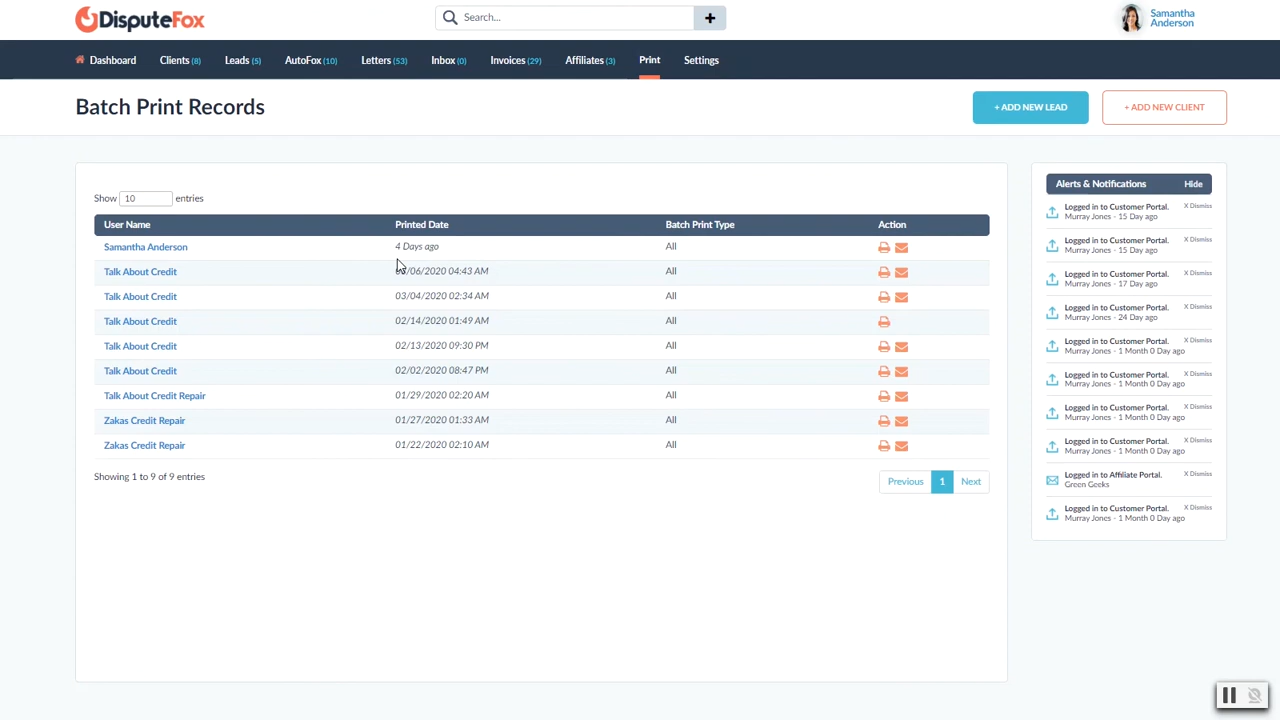 DisputeFox
Search...
+
Samantha
Anderson
Dashboard Clients (8) Leads (5) AutoFox (10) Letters (53) Inbox (0) Invoices (29) Affiliates (3) Print Settings
Batch Print Records
+ ADD NEW LEAD
+ ADD NEW CLIENT
Show 10 entries
User Name Printed Date Batch Print Type Action
Samantha Anderson 4 Days ago All
Talk About Credit /06/2020 04:43 AM All
Talk About Credit 03/04/2020 02:34 AM All
Talk About Credit 02/14/2020 01:49 AM All
Talk About Credit 02/13/2020 09:30 PM All
Talk About Credit 02/02/2020 08:47 PM All
Talk About Credit Repair 01/29/2020 02:20 AM All
Zakas Credit Repair 01/27/2020 01:33 AM All
Zakas Credit Repair 01/22/2020 02:10 AM All
Showing 1 to 9 of 9 entries
Previous 1 Next
Alerts & Notifications Hide
Logged in to Customer Portal. X Dismiss
Murray Jones - 15 Day ago
Logged in to Customer Portal. X Dismiss
Murray Jones - 15 Day ago
Logged in to Customer Portal. X Dismiss
Murray Jones - 17 Day ago
Logged in to Customer Portal. X Dismiss
Murray Jones - 24 Day ago
Logged in to Customer Portal. X Dismiss
Murray Jones - 1 Month 0 Day ago
Logged in to Customer Portal. X Dismiss
Murray Jones - 1 Month 0 Day ago
Logged in to Customer Portal. X Dismiss
Murray Jones - 1 Month 0 Day ago
Logged in to Customer Portal. X Dismiss
Murray Jones - 1 Month 0 Day ago
Logged in to Affiliate Portal. X Dismiss
Green Geeks
Logged in to Customer Portal. X Dismiss
Murray Jones - 1 Month 0 Day ago